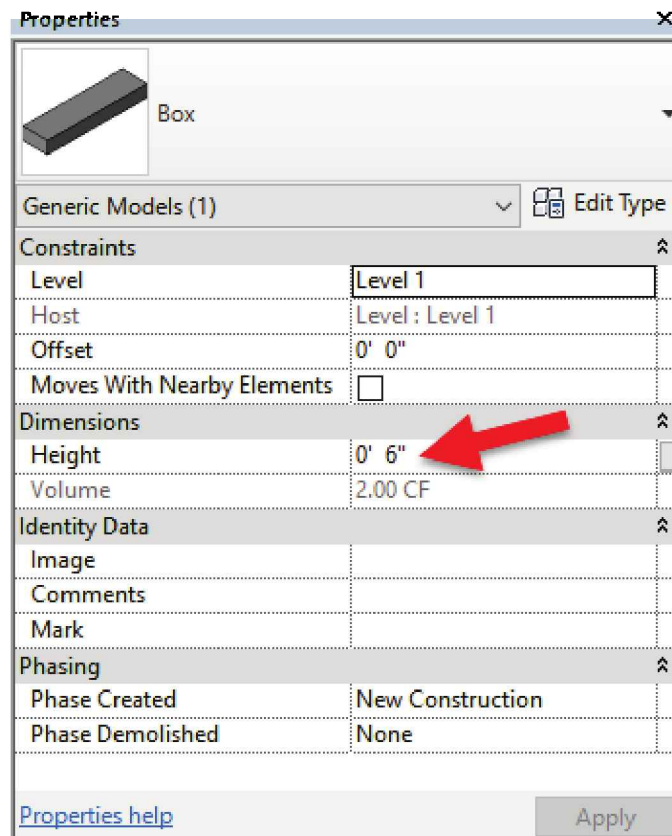 Properties
Box
Generic Models (1) Edit Type
Constraints
Level Level 1
Host Level : Level 1
Offset 0' 0"
Moves With Nearby Elements
Dimensions
Height 0' 6"
Volume 2.00 CF
Identity Data
Image
Comments
Mark
Phasing
Phase Created New Construction
Phase Demolished None
Properties help Apply